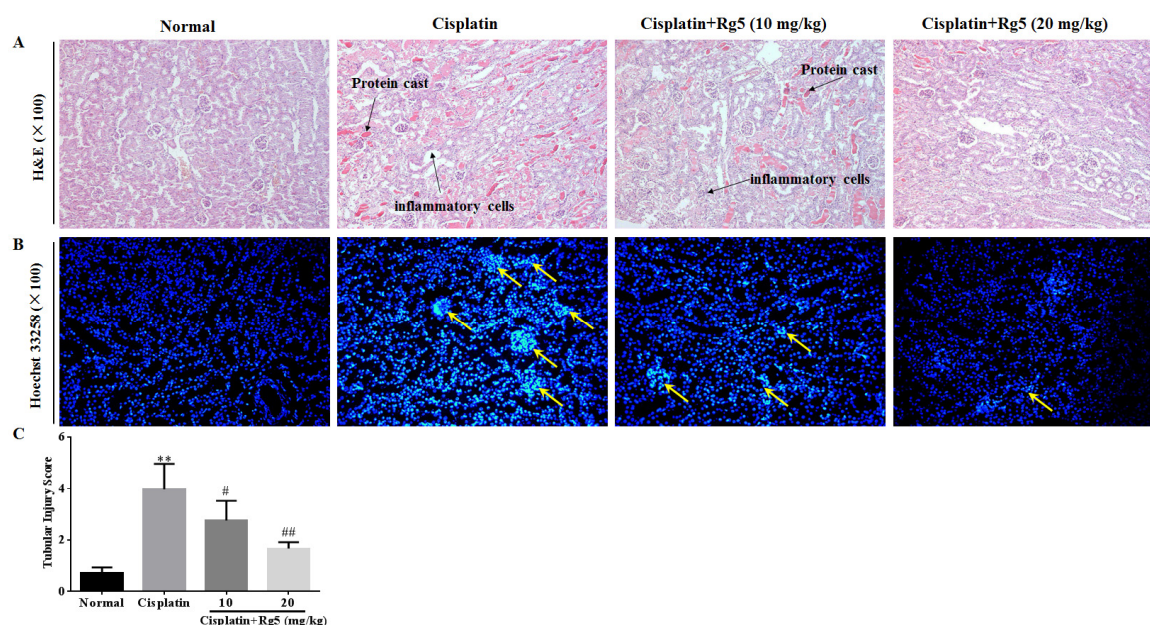 Normal
Cisplatin
Cisplatin+Rg5 (10 mg/kg)
Cisplatin+Rg5 (20 mg/kg)
A
H&E (×100)
Protein cast
inflammatory cells
Protein cast
inflammatory cells
B
Hoechst 33258 (×100)
C
Tubular Injury Score
6
4
2
0
**
#
##
Normal
Cisplatin
10
20
Cisplatin+Rg5 (mg/kg)